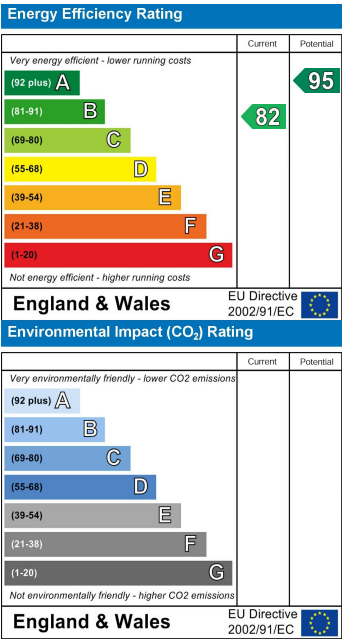 Energy Efficiency Rating
Current Potential
Very energy efficient - lower running costs
(92 plus) A
95
(81-91) B
82
(69-80) C
(55-68) D
(39-54) E
(21-38) F
(1-20) G
Not energy efficient - higher running costs
England & Wales
EU Directive
2002/91/EC
Environmental Impact (CO2) Rating
Current Potential
Very environmentally friendly - lower CO2 emissions
(92 plus) A
(81-91) B
(69-80) C
(55-68) D
(39-54) E
(21-38) F
(1-20) G
Not environmentally friendly - higher CO2 emissions
England & Wales
EU Directive
2002/91/EC